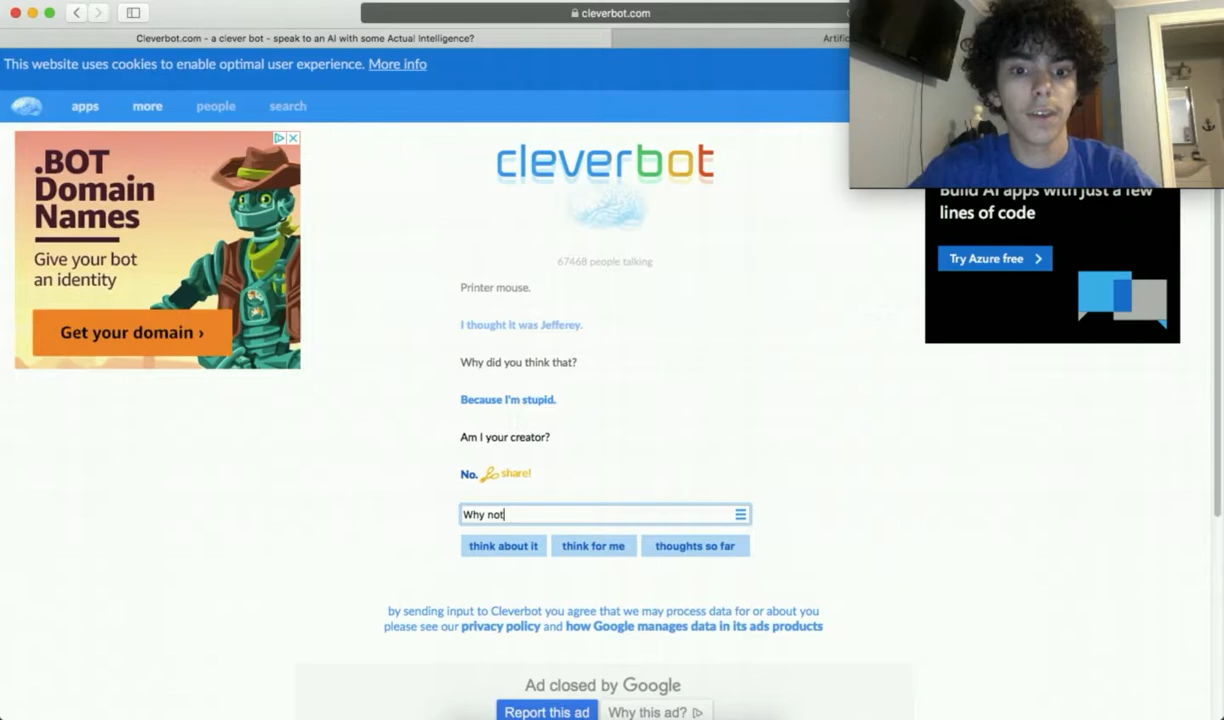 cleverbot.com
Cleverbot.com - a clever bot - speak to an AI with some Actual Intelligence?
Artific
This website uses cookies to enable optimal user experience. More info
apps more people search
.BOT
Domain
Names
Give your bot
an identity
Get your domain ›
cleverbot
67468 people talking
Printer mouse.
I thought it was Jefferey.
Why did you think that?
Because I'm stupid.
Am I your creator?
No. share!
Why not
think about it think for me thoughts so far
by sending input to Cleverbot you agree that we may process data for or about you
please see our privacy policy and how Google manages data in its ads products
Build AI apps with just a few
lines of code
Try Azure free
Ad closed by Google
Report this ad Why this ad?